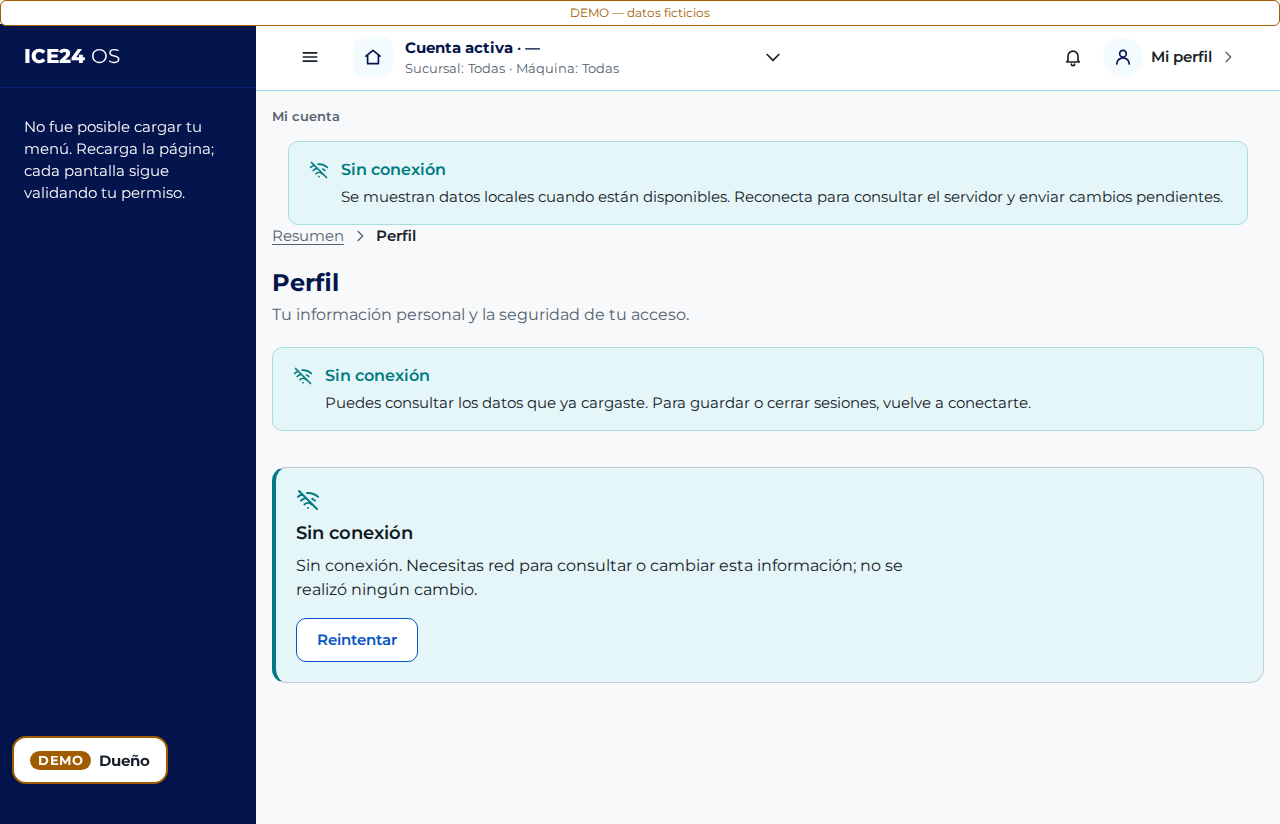 DEMO — datos ficticios
ICE24 OS
No fue posible cargar tu
menú. Recarga la página;
cada pantalla sigue
validando tu permiso.
DEMO Dueño
Cuenta activa · —
Sucursal: Todas · Máquina: Todas
Mi perfil
Mi cuenta
Sin conexión
Se muestran datos locales cuando están disponibles. Reconecta para consultar el servidor y enviar cambios pendientes.
Resumen > Perfil
Perfil
Tu información personal y la seguridad de tu acceso.
Sin conexión
Puedes consultar los datos que ya cargaste. Para guardar o cerrar sesiones, vuelve a conectarte.
Sin conexión
Sin conexión. Necesitas red para consultar o cambiar esta información; no se
realizó ningún cambio.
Reintentar